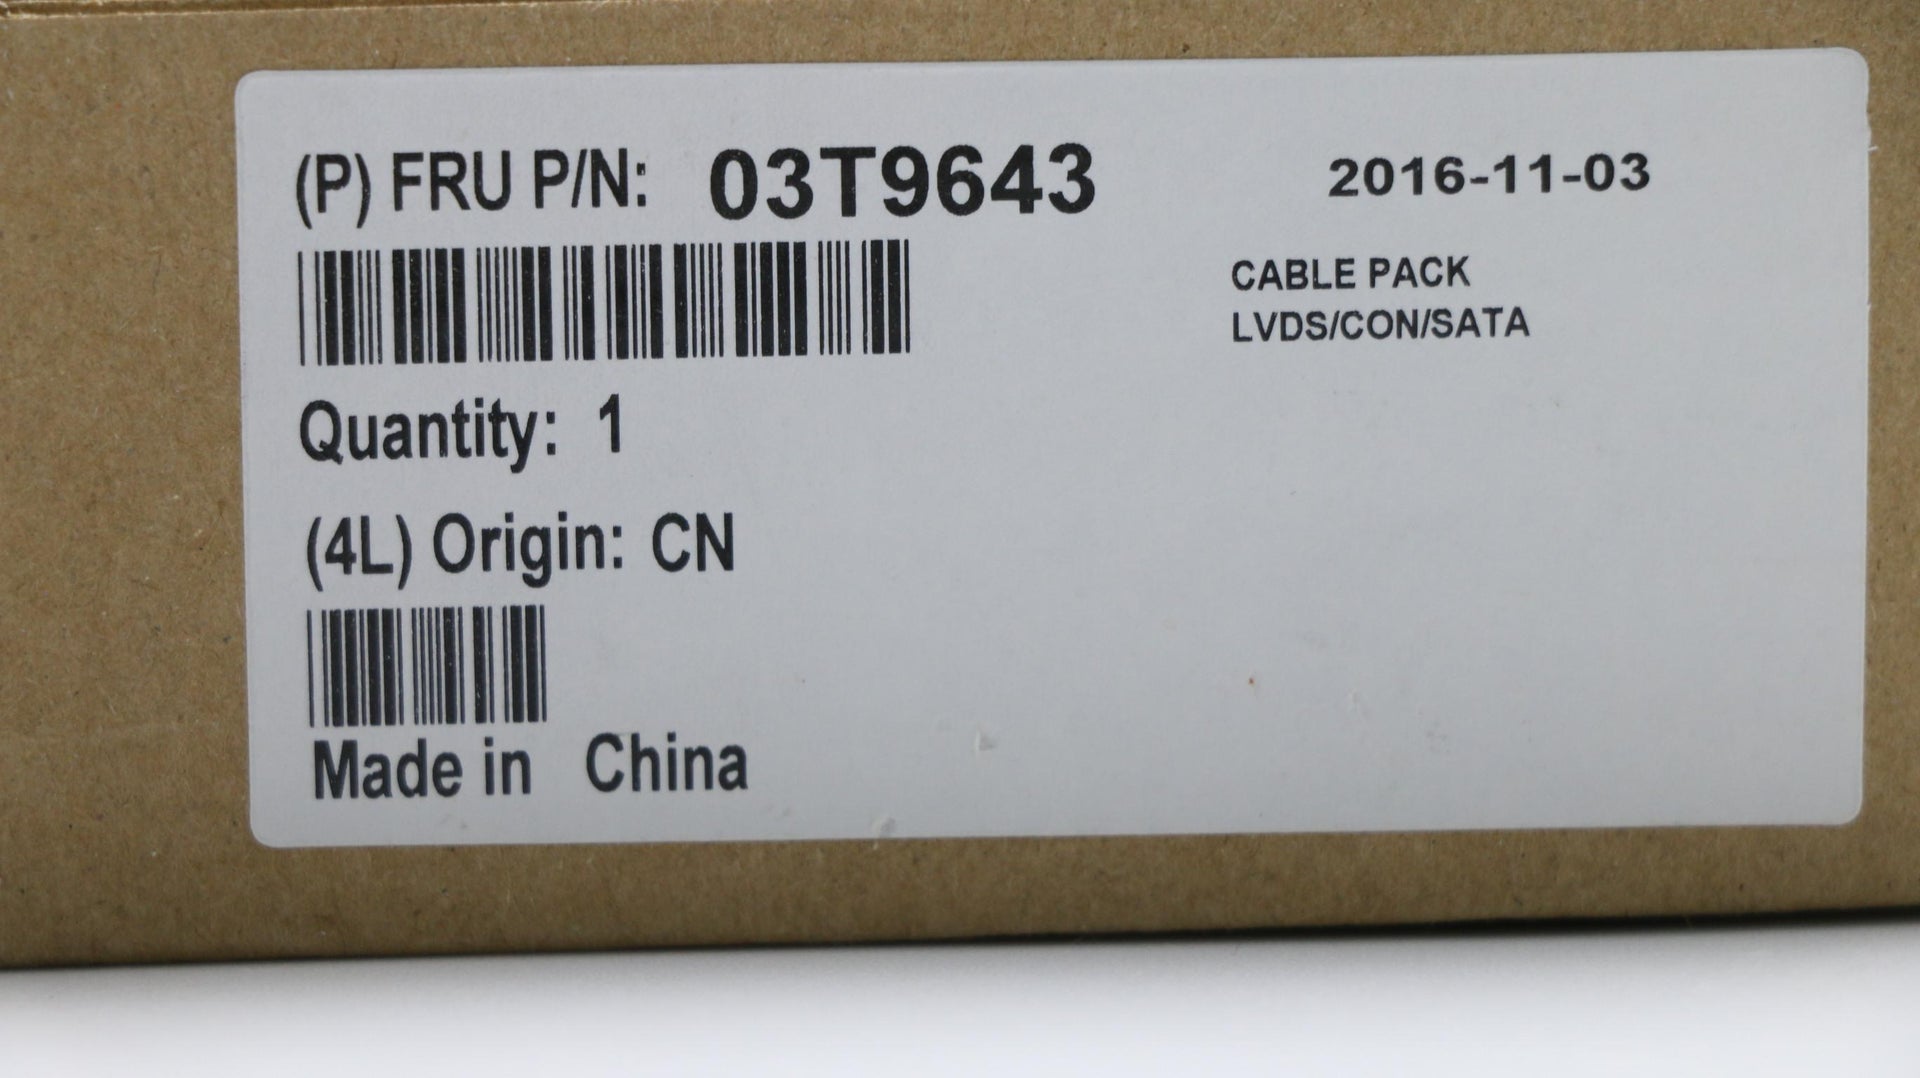 (P) FRU P/N: 03T9643
2016-11-03
CABLE PACK
LVDS/CON/SATA
Quantity: 1
(4L) Origin: CN
Made in China